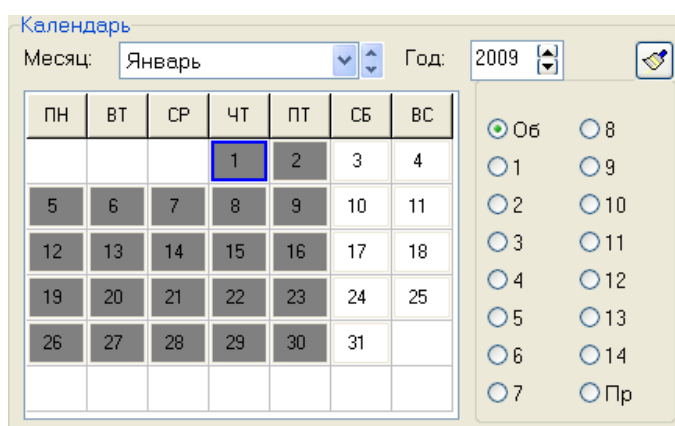 Календарь
Месяц: Январь Год: 2009
ПН ВТ СР ЧТ ПТ СБ ВС
1 2 3 4
5 6 7 8 9 10 11
12 13 14 15 16 17 18
19 20 21 22 23 24 25
26 27 28 29 30 31
Об 8
1 9
2 10
3 11
4 12
5 13
6 14
7 Пр